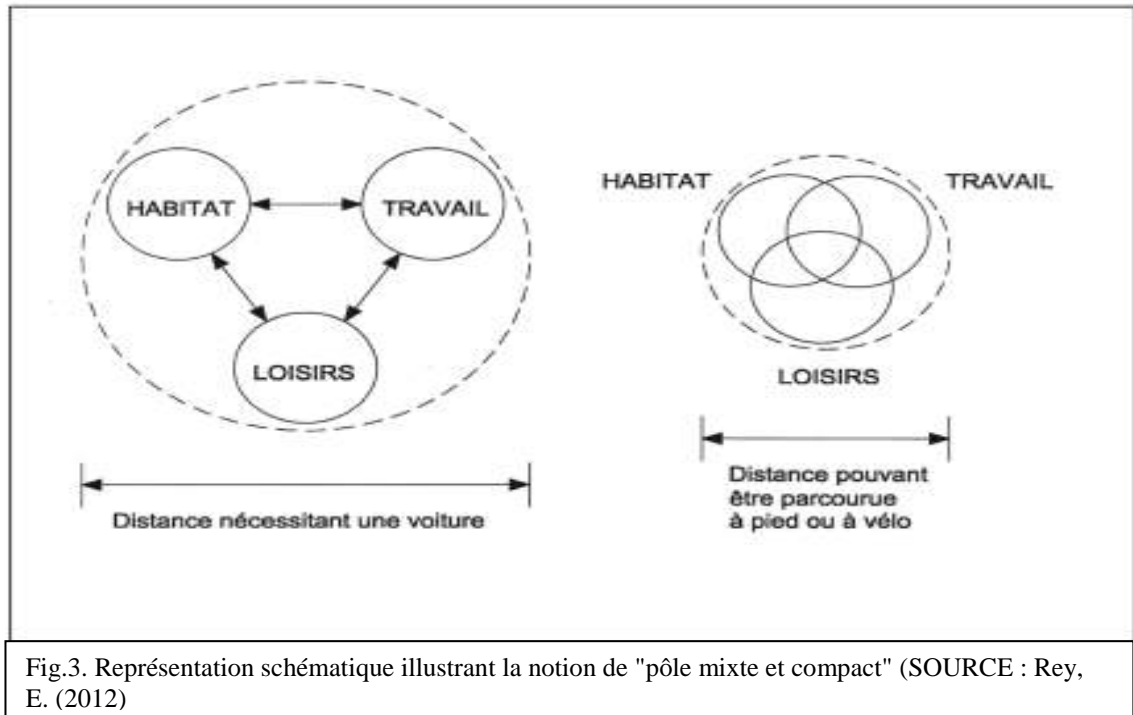 HABITAT
TRAVAIL
LOISIRS
Distance nécessitant une voiture
HABITAT
TRAVAIL
LOISIRS
Distance pouvant
être parcourue
à pied ou à vélo
Fig.3. Représentation schématique illustrant la notion de "pôle mixte et compact" (SOURCE : Rey,
E. (2012)